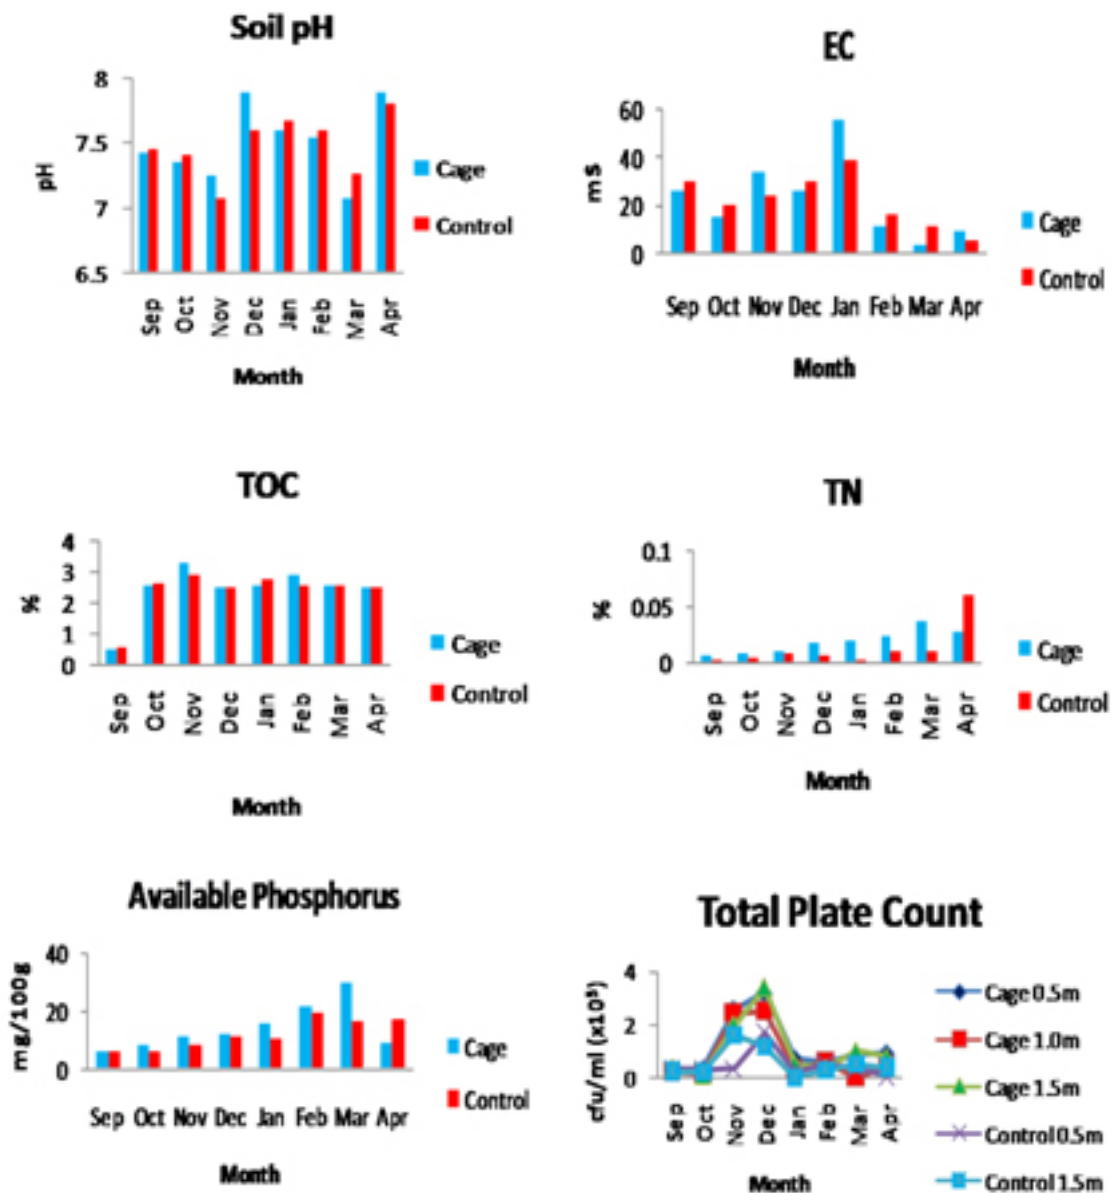 Soil pH
8
7.5
7
6.5
pH
Sep Oct Nov Dec Jan Feb Mar Apr
Month
Cage
Control
EC
60
40
20
0
mS
Sep Oct Nov Dec Jan Feb Mar Apr
Month
Cage
Control
TOC
4
3
2
1
0
%
Sep Oct Nov Dec Jan Feb Mar Apr
Month
Cage
Control
TN
0.1
0.05
0
%
Sep Oct Nov Dec Jan Feb Mar Apr
Month
Cage
Control
Available Phosphorus
40
20
0
mg/100g
Sep Oct Nov Dec Jan Feb Mar Apr
Month
Cage
Control
Total Plate Count
4
2
0
Sep Oct Nov Dec Jan Feb Mar Apr
Month
cfu/ml
Cage 0.5m
Cage 1.0m
Cage 1.5m
Control 0.5m
Control 1.5m